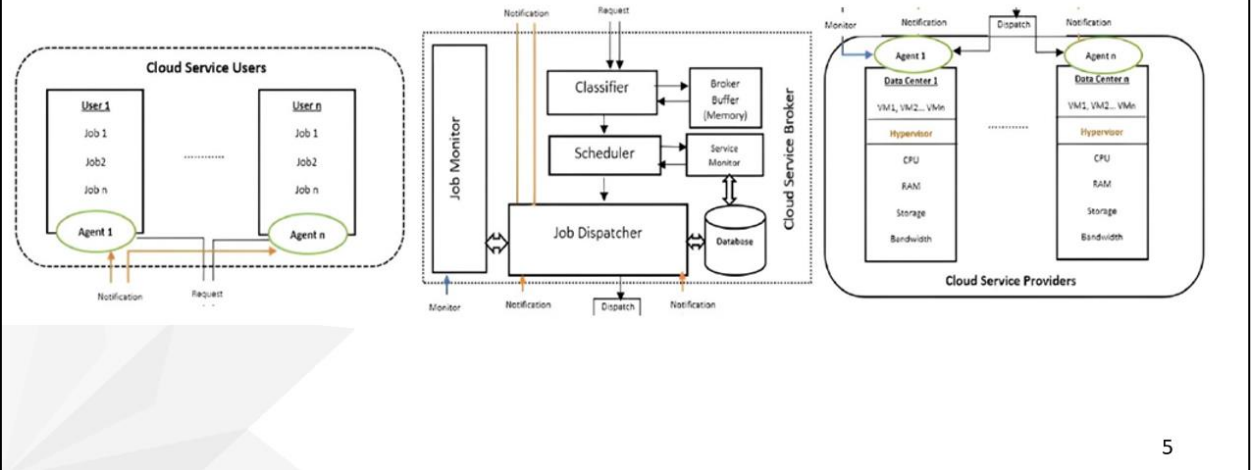 Cloud Service Users
User 1
Job 1
Job2
Job n
Agent 1
............
User n
Job 1
Job2
Job n
Agent n
Notification
Request
Notification
Request
Job Monitor
Classifier
Broker
Buffer
(Memory)
Scheduler
Service
Monitor
Job Dispatcher
Database
Cloud Service Broker
Monitor
Notification
Dispatch
Notification
Monitor
Notification
Dispatch
Notification
Agent 1
Data Center 1
VM1, VM2... VMn
Hypervisor
CPU
RAM
Storage
Bandwidth
............
Agent n
Data Center n
VM1, VM2... VMn
Hypervisor
CPU
RAM
Storage
Bandwidth
Cloud Service Providers
5